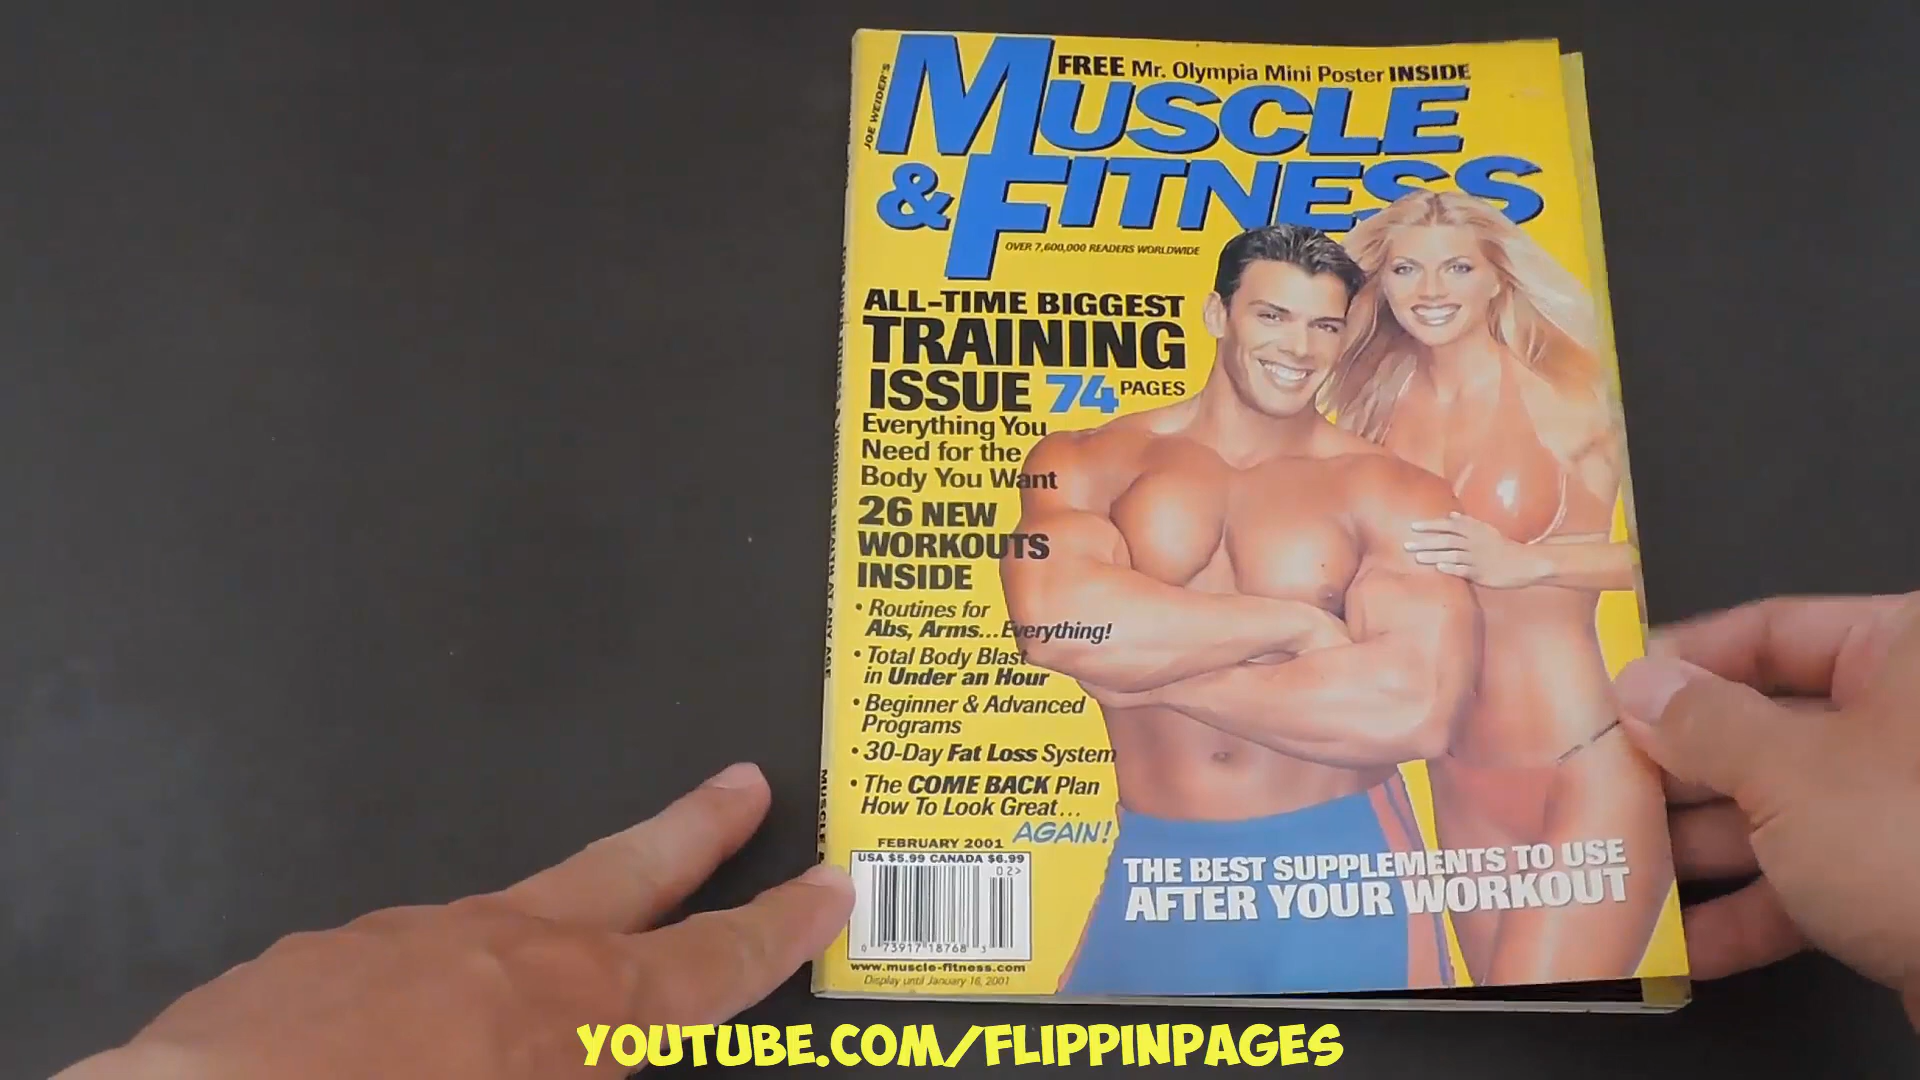 JOE WEIDER'S
FREE Mr. Olympia Mini Poster INSIDE
MUSCLE
& FITNESS
OVER 7,600,000 READERS WORLDWIDE
ALL-TIME BIGGEST
TRAINING
ISSUE 74 PAGES
Everything You
Need for the
Body You Want
26 NEW
WORKOUTS
INSIDE
• Routines for
Abs, Arms...Everything!
• Total Body Blast
in Under an Hour
• Beginner & Advanced
Programs
• 30-Day Fat Loss System
• The COME BACK Plan
How To Look Great...
AGAIN!
FEBRUARY 2001
USA $5.99 CANADA $6.99
02>
0 73917 18768 3
www.muscle-fitness.com
Display until January 16, 2001
THE BEST SUPPLEMENTS TO USE
AFTER YOUR WORKOUT
YOUTUBE.COM/FLIPPINPAGES